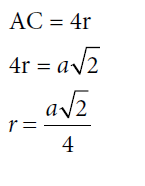 AC = 4r
4r = a√2
r = a√2/4